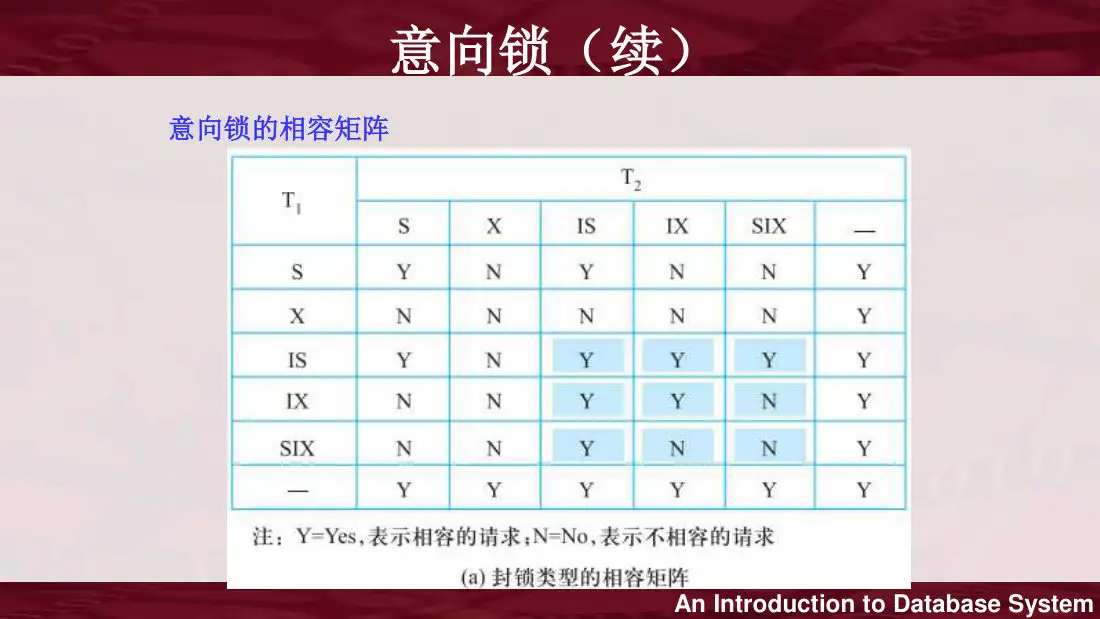 意向锁（续）
意向锁的相容矩阵
T1 T2
S X IS IX SIX —
S Y N Y N N Y
X N N N N N Y
IS Y N Y Y Y Y
IX N N Y Y N Y
SIX N N Y N N Y
— Y Y Y Y Y Y
注：Y=Yes，表示相容的请求；N=No，表示不相容的请求
(a) 封锁类型的相容矩阵
An Introduction to Database System